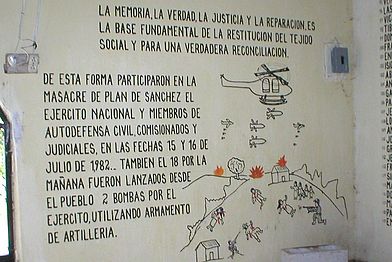 LA MEMORIA, LA VERDAD, LA JUSTICIA Y LA REPARACION, ES
LA BASE FUNDAMENTAL DE LA RESTITUCION DEL TEJIDO
SOCIAL Y PARA UNA VERDADERA RECONCILIACION.
DE ESTA FORMA PARTICIPARON EN LA
MASACRE DE PLAN DE SANCHEZ EL
EJERCITO NACIONAL Y MIEMBROS DE
AUTODEFENSA CIVIL, COMISIONADOS Y
JUDICIALES, EN LAS FECHAS 15 Y 16 DE
JULIO DE 1982.. TAMBIEN EL 18 POR LA
MAÑANA FUERON LANZADOS DESDE
EL PUEBLO 2 BOMBAS POR EL
EJERCITO, UTILIZANDO ARMAMENTO
DE ARTILLERIA.